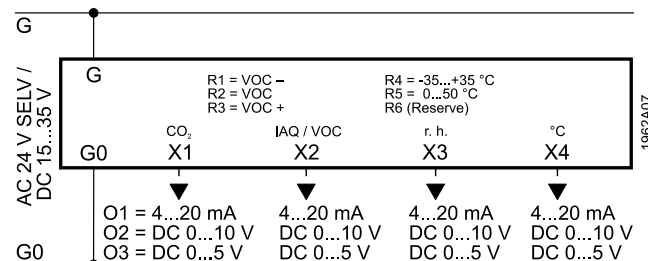 G
AC 24 V SELV /
DC 15...35 V
G
R1 = VOC –
R2 = VOC
R3 = VOC +
R4 = -35...+35 °C
R5 = 0...50 °C
R6 (Reserve)
CO₂ IAQ / VOC r. h. °C
G0 X1 X2 X3 X4
1962A07
O1 = 4...20 mA 4...20 mA 4...20 mA 4...20 mA
O2 = DC 0...10 V DC 0...10 V DC 0...10 V DC 0...10 V
O3 = DC 0...5 V DC 0...5 V DC 0...5 V DC 0...5 V
G0